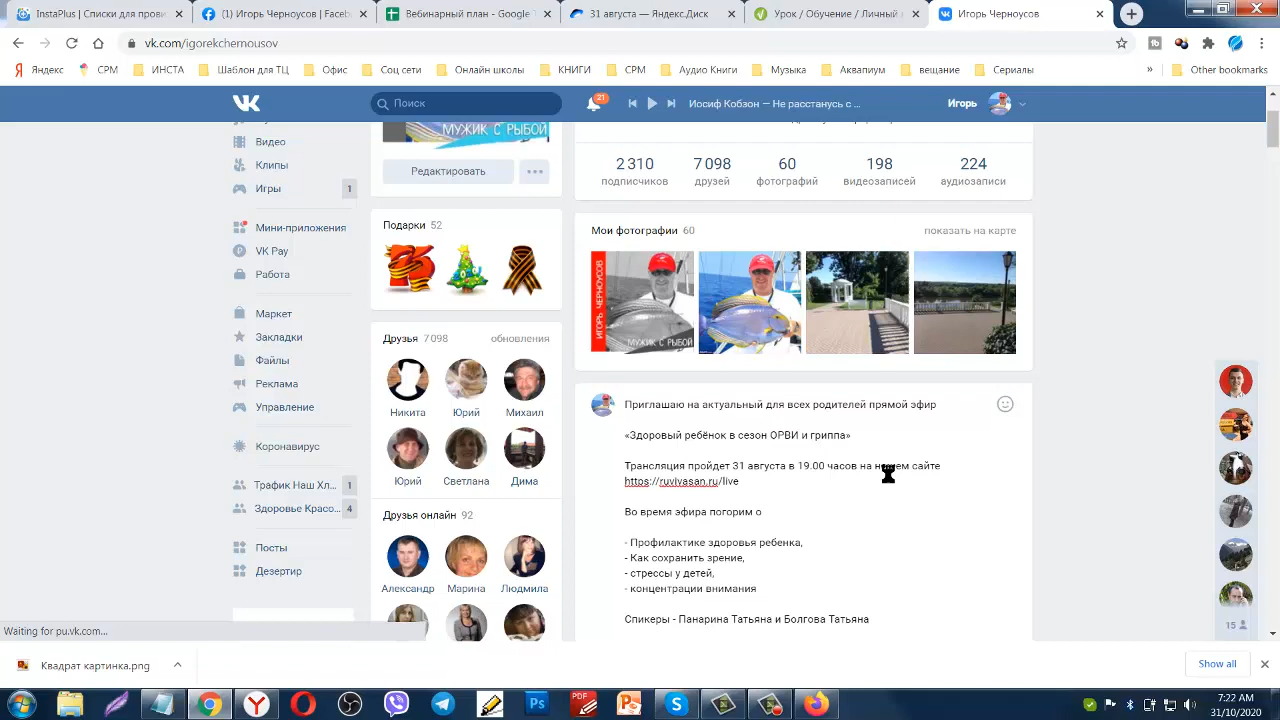 InstaPlus | Списки для прови
(1) Игорь Черноусов | Faceb
Вебинарный план - Google Т
31 августа — Яндекс.Дис
Урок / Обучение / Личный к
Игорь Черноусов
vk.com/igorekchernousov
Яндекс
СРМ
ИНСТА
Шаблон для ТЦ
Офис
Соц сети
Онлайн школы
КНИГИ
СРМ
Аудио Книги
Музыка
Аквапиум
вещание
Сериалы
»
Other bookmarks
Поиск
21
Иосиф Кобзон — Не расстанусь с ...
Игорь
Видео
Клипы
Игры 1
Мини-приложения
VK Pay
Работа
Маркет
Закладки
Файлы
Реклама
Управление
Коронавирус
Трафик Наш Хл... 1
Здоровье Красо... 4
Посты
Дезертир
МУЖИК С РЫБОЙ
Редактировать
Подарки 52
Друзья 7 098 обновления
Никита Юрий Михаил
Юрий Светлана Дима
Друзья онлайн 92
Александр Марина Людмила
2 310 7 098 60 198 224
подписчиков друзей фотографий видеозаписей аудиозаписи
Мои фотографии 60 показать на карте
ИГОРЬ ЧЕРНОУСОВ
МУЖИК С РЫБОЙ
Приглашаю на актуальный для всех родителей прямой эфир
«Здоровый ребёнок в сезон ОРВИ и гриппа»
Трансляция пройдет 31 августа в 19.00 часов на нашем сайте
https://yumasan.ru/live
Во время эфира погорим о
- Профилактике здоровья ребенка,
- Как сохранить зрение,
- стрессы у детей,
- концентрации внимания
Спикеры - Панарина Татьяна и Болгова Татьяна
15
Waiting for pu.vk.com...
Квадрат картинка.png
Show all
7:22 AM
31/10/2020